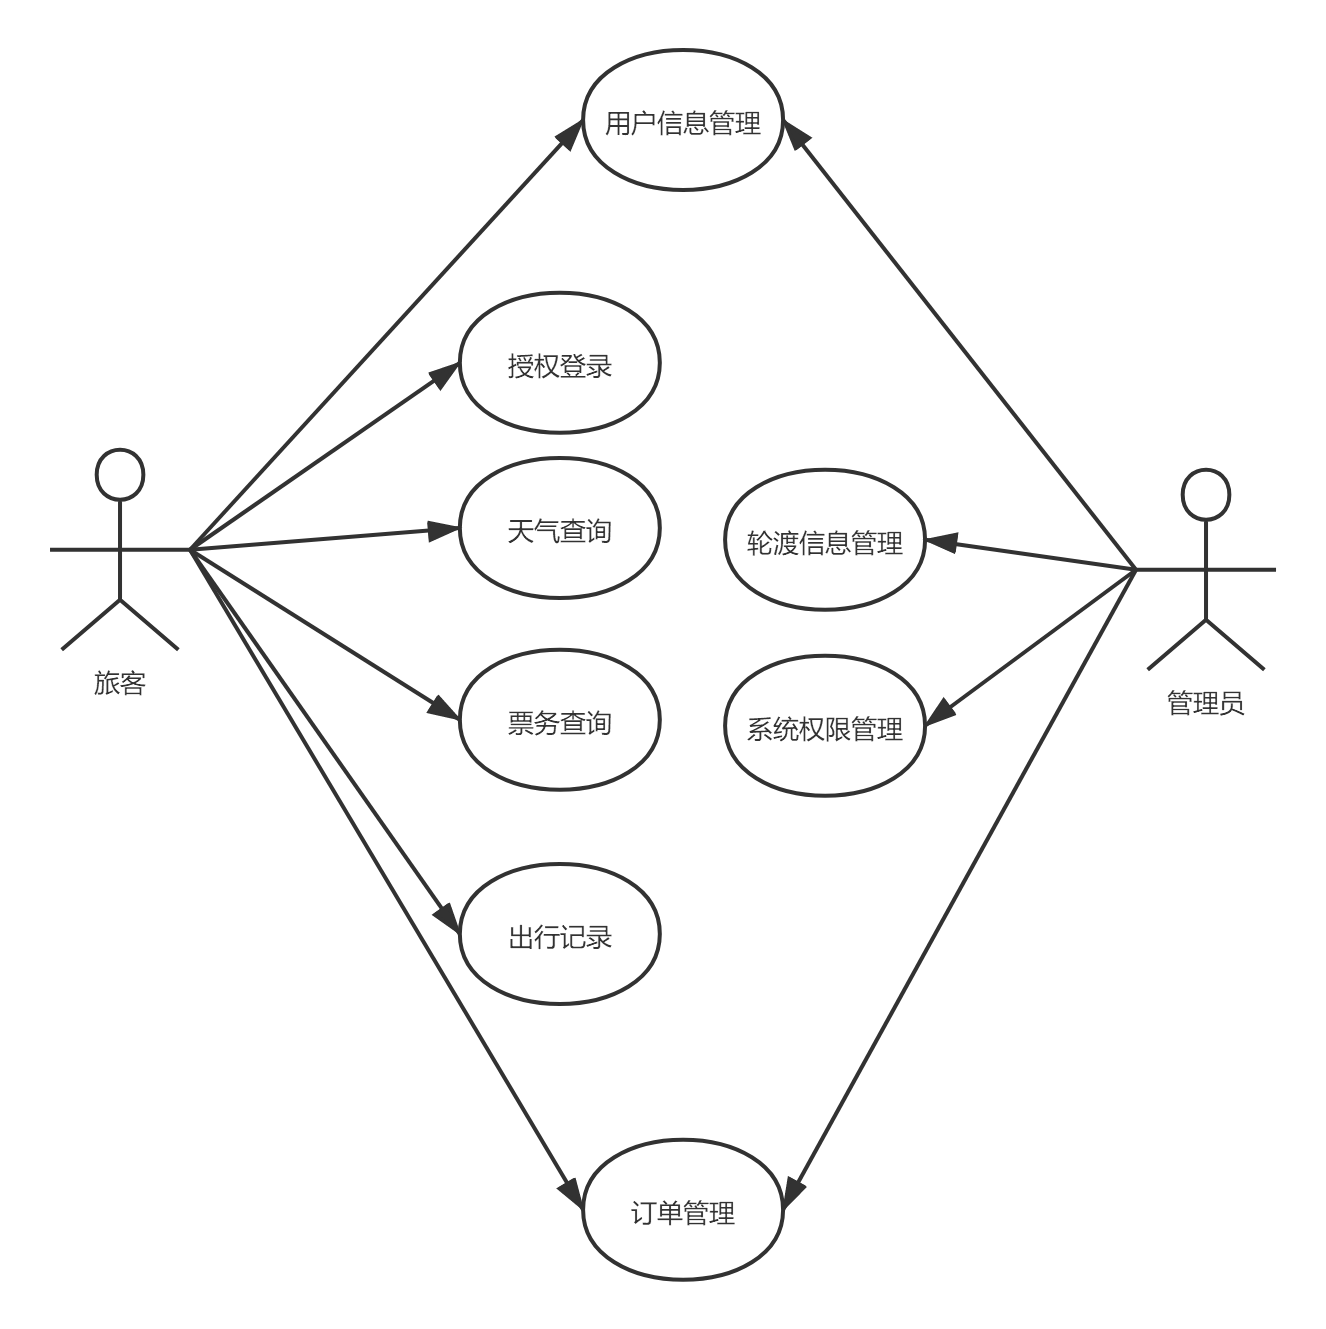 用户信息管理
授权登录
天气查询
轮渡信息管理
旅客
管理员
票务查询
系统权限管理
出行记录
订单管理